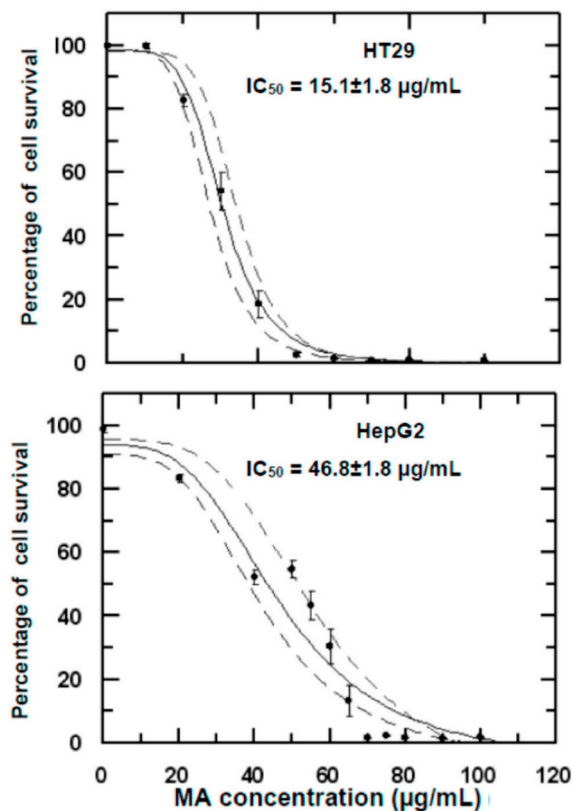 HT29
IC50 = 15.1±1.8 µg/mL
Percentage of cell survival
100
80
60
40
20
0
HepG2
IC50 = 46.8±1.8 µg/mL
Percentage of cell survival
100
80
60
40
20
0
0 20 40 60 80 100 120
MA concentration (µg/mL)